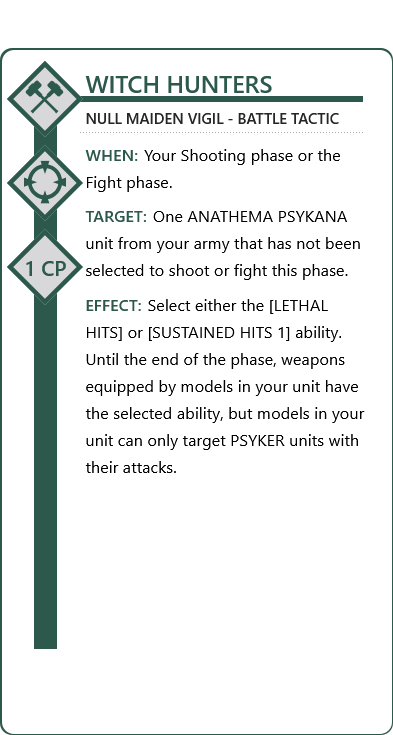 WITCH HUNTERS
NULL MAIDEN VIGIL - BATTLE TACTIC
WHEN: Your Shooting phase or the
Fight phase.
TARGET: One ANATHEMA PSYKANA
unit from your army that has not been
1 CP
selected to shoot or fight this phase.
EFFECT: Select either the [LETHAL
HITS] or [SUSTAINED HITS 1] ability.
Until the end of the phase, weapons
equipped by models in your unit have
the selected ability, but models in your
unit can only target PSYKER units with
their attacks.